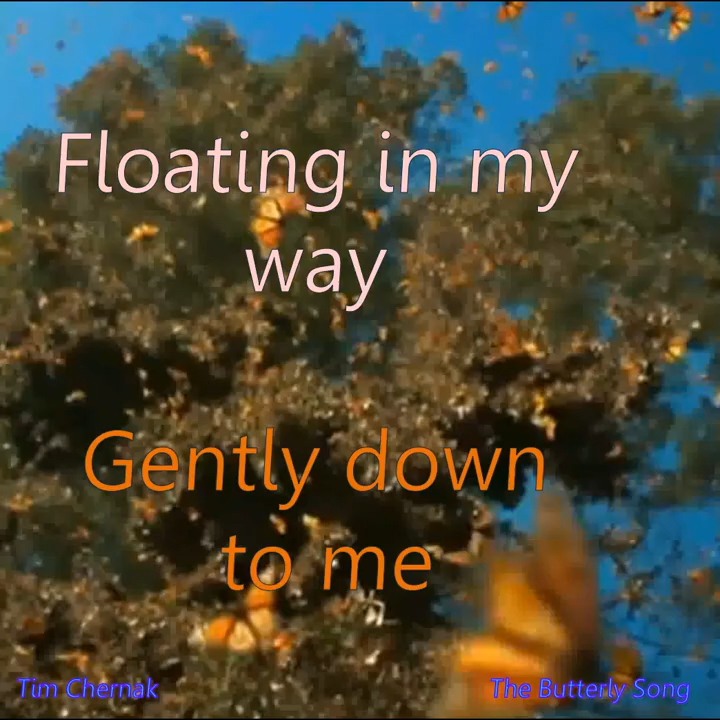 Floating in my
way
Gently down
to me
Tim Chernak
The Butterly Song